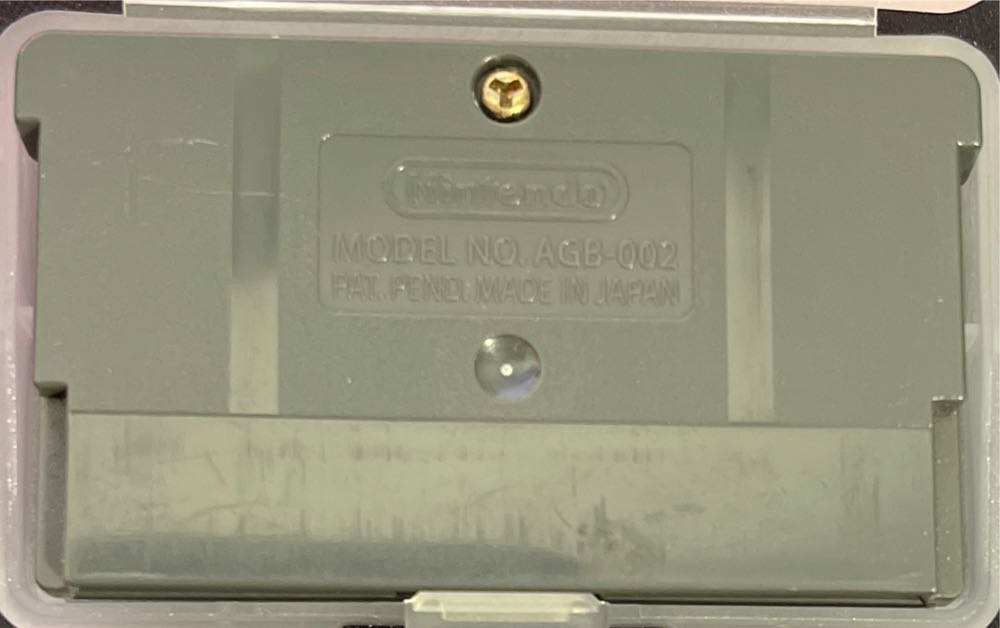 Nintendo
MODEL NO. AGB-002
PAT. PEND. MADE IN JAPAN